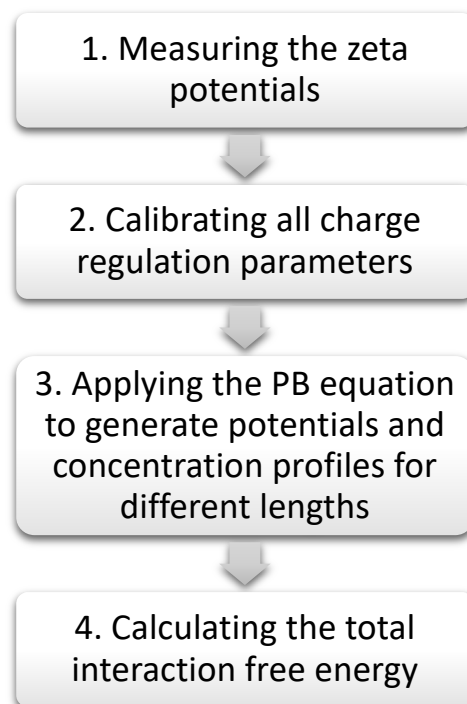 1. Measuring the zeta
potentials
2. Calibrating all charge
regulation parameters
3. Applying the PB equation
to generate potentials and
concentration profiles for
different lengths
4. Calculating the total
interaction free energy